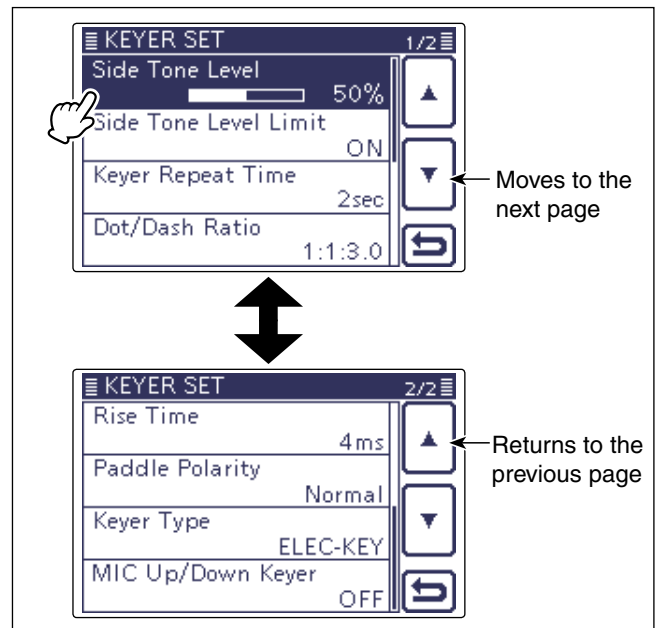 KEYER SET 1/2
Side Tone Level
50%
Side Tone Level Limit
ON
Keyer Repeat Time
2sec
Dot/Dash Ratio
1:1:3.0
Moves to the
next page
KEYER SET 2/2
Rise Time
4ms
Paddle Polarity
Normal
Keyer Type
ELEC-KEY
MIC Up/Down Keyer
OFF
Returns to the
previous page